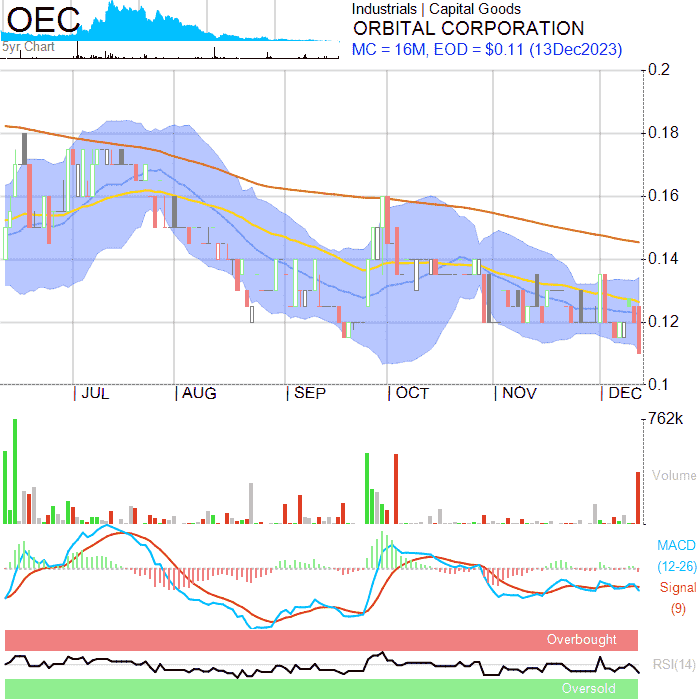 OEC
5yr. Chart
Industrials | Capital Goods
ORBITAL CORPORATION
MC = 16M, EOD = $0.11 (13Dec2023)
0.2
0.18
0.16
0.14
0.12
0.1
JUL AUG SEP OCT NOV DEC
762k
Volume
MACD
(12-26)
Signal
(9)
Overbought
RSI(14)
Oversold